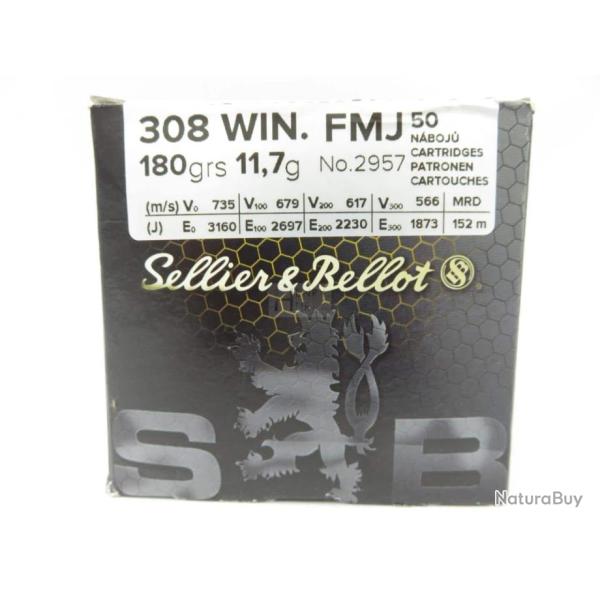 308 WIN. FMJ 50
NÁBOJŮ
CARTRIDGES
PATRONEN
CARTOUCHES
180grs 11,7g No.2957
(m/s) V0 735 V100 679 V200 617 V300 566 MRD
(J) E0 3160 E100 2697 E200 2230 E300 1873 152 m
Sellier & Bellot SB®
S B
NaturaBuy